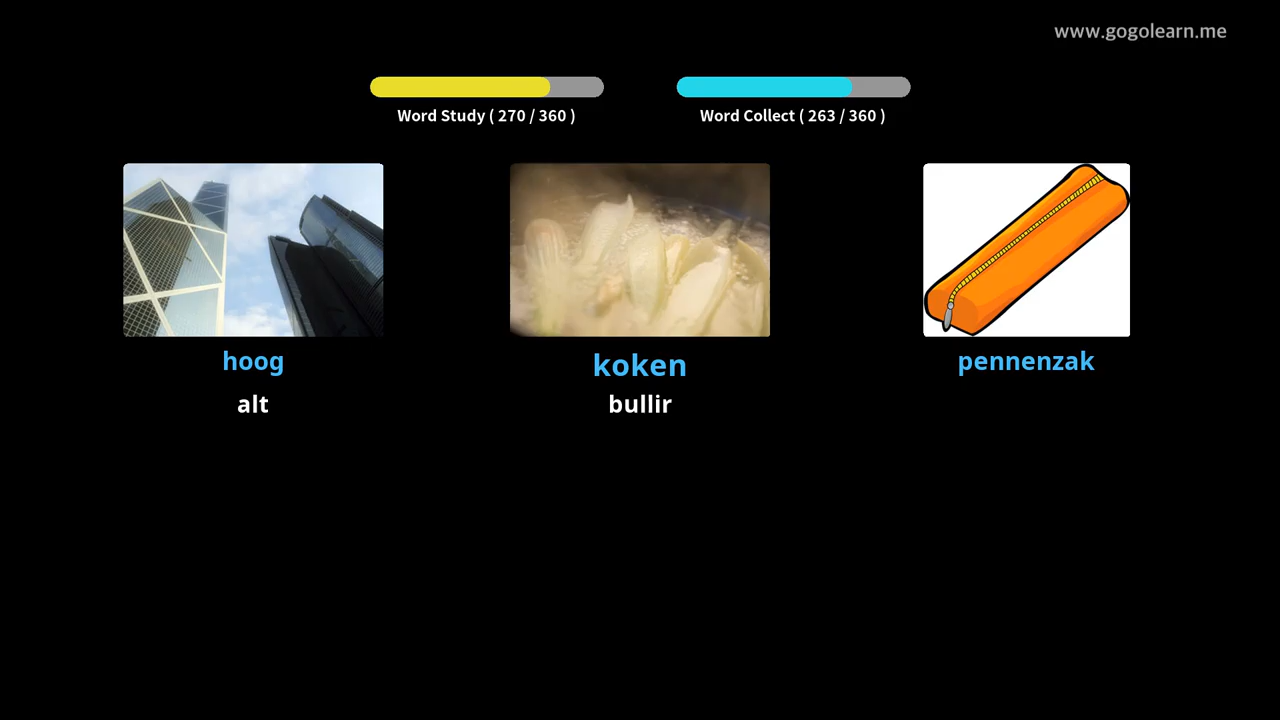 www.gogolearn.me
Word Study ( 270 / 360 )
Word Collect ( 263 / 360 )
hoog
koken
pennenzak
alt
bullir